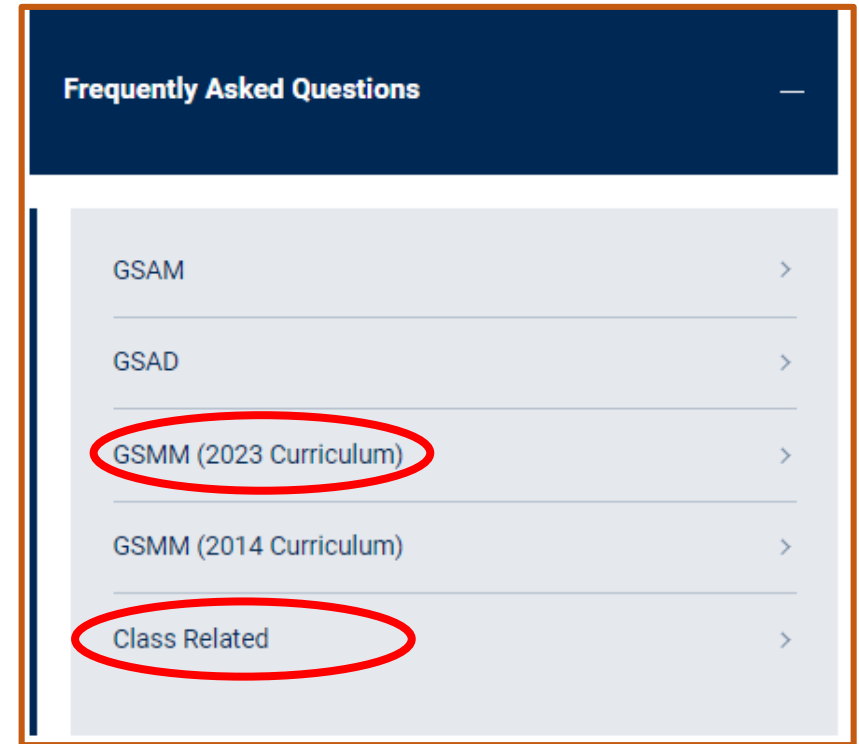 Frequently Asked Questions
GSAM
GSAD
GSMM (2023 Curriculum)
GSMM (2014 Curriculum)
Class Related